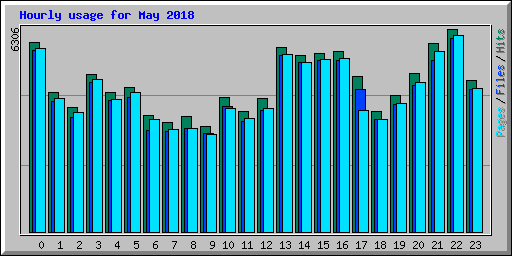 Hourly usage for May 2018
6306
Pages/Files/Hits
0 1 2 3 4 5 6 7 8 9 10 11 12 13 14 15 16 17 18 19 20 21 22 23